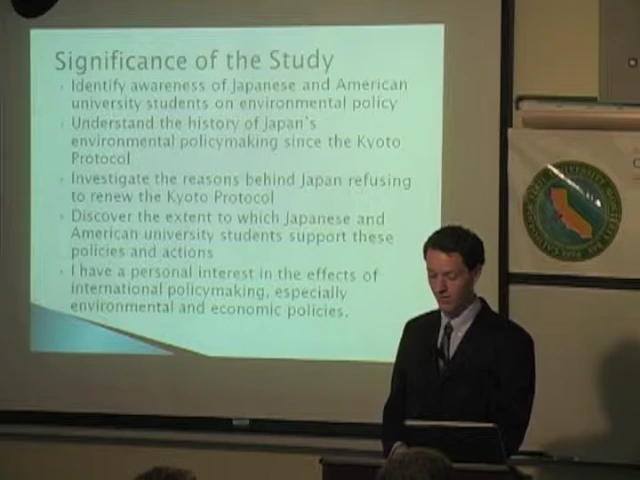 Significance of the Study
Identify awareness of Japanese and American
university students on environmental policy
Understand the history of Japan's
environmental policymaking since the Kyoto
Protocol
Investigate the reasons behind Japan refusing
to renew the Kyoto Protocol
Discover the extent to which Japanese and
American university students support these
policies and actions
I have a personal interest in the effects of
international policymaking, especially
environmental and economic policies.